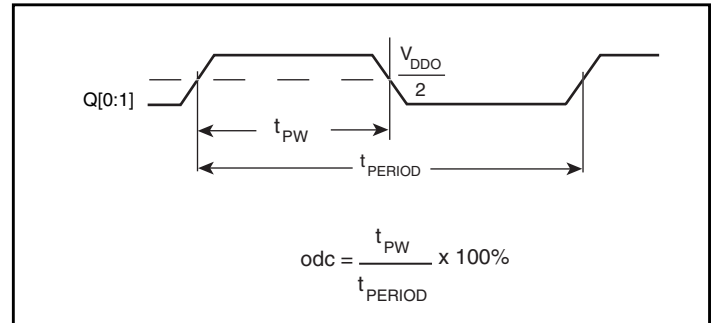 V_DDO
2
Q[0:1]
t_PW
t_PERIOD
odc = t_PW / t_PERIOD x 100%